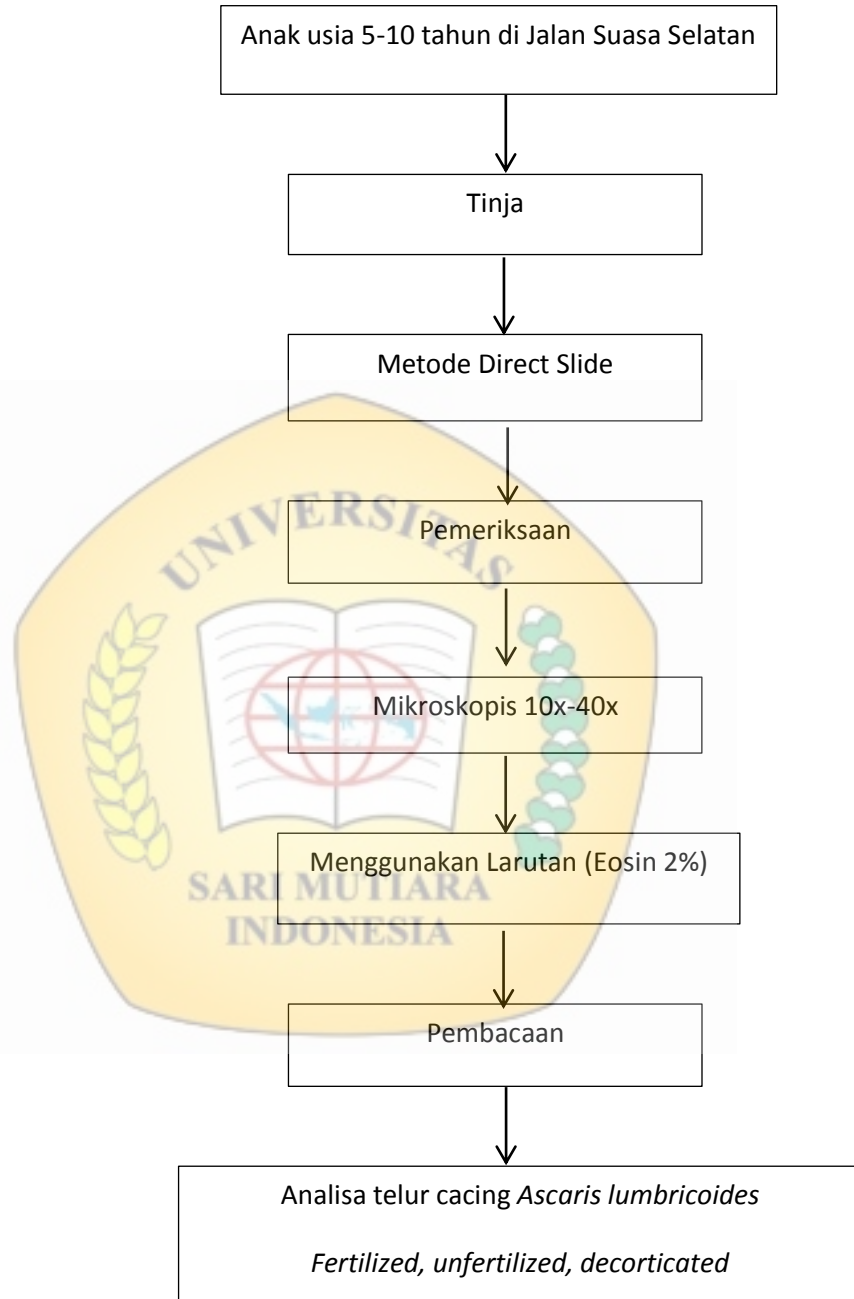 Anak usia 5-10 tahun di Jalan Suasa Selatan
Tinja
Metode Direct Slide
UNIVERSITAS
Pemeriksaan
Mikroskopis 10x-40x
Menggunakan Larutan (Eosin 2%)
SARI MUTIARA
INDONESIA
Pembacaan
Analisa telur cacing Ascaris lumbricoides
Fertilized, unfertilized, decorticated